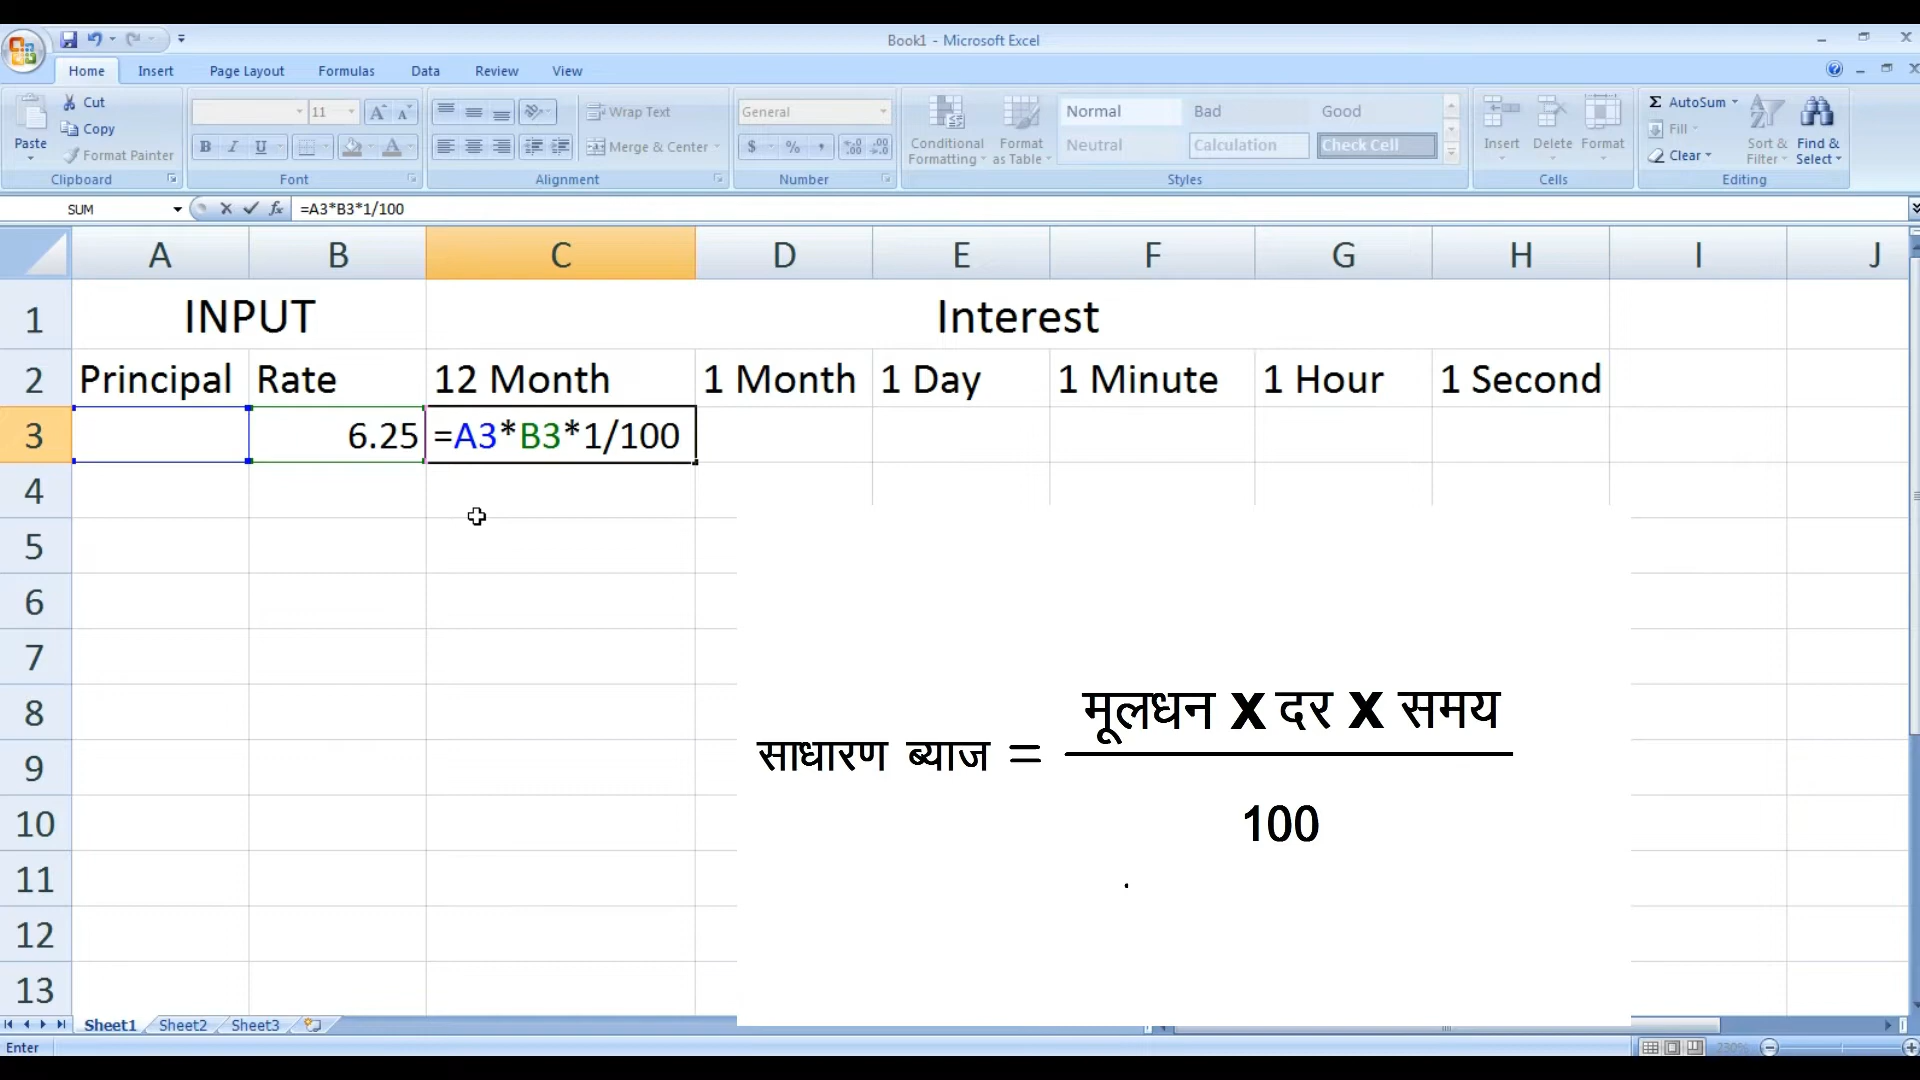 Book1 - Microsoft Excel
Home Insert Page Layout Formulas Data Review View
Paste
Cut
Copy
Format Painter
Clipboard
11
Font
Wrap Text
Merge & Center
Alignment
General
$ % ,
Number
Conditional Formatting
Format as Table
Normal Bad Good
Neutral Calculation Check Cell
Styles
Insert Delete Format
Cells
Σ AutoSum
Fill
Clear
Sort & Filter
Find & Select
Editing
SUM fx =A3*B3*1/100
A B C D E F G H I J
1 INPUT Interest
2 Principal Rate 12 Month 1 Month 1 Day 1 Minute 1 Hour 1 Second
3 6.25 =A3*B3*1/100
4
5
6
7
8
9
10
11
12
13
मूलधन x दर x समय
साधारण ब्याज =
100
Sheet1 Sheet2 Sheet3
Enter 230%